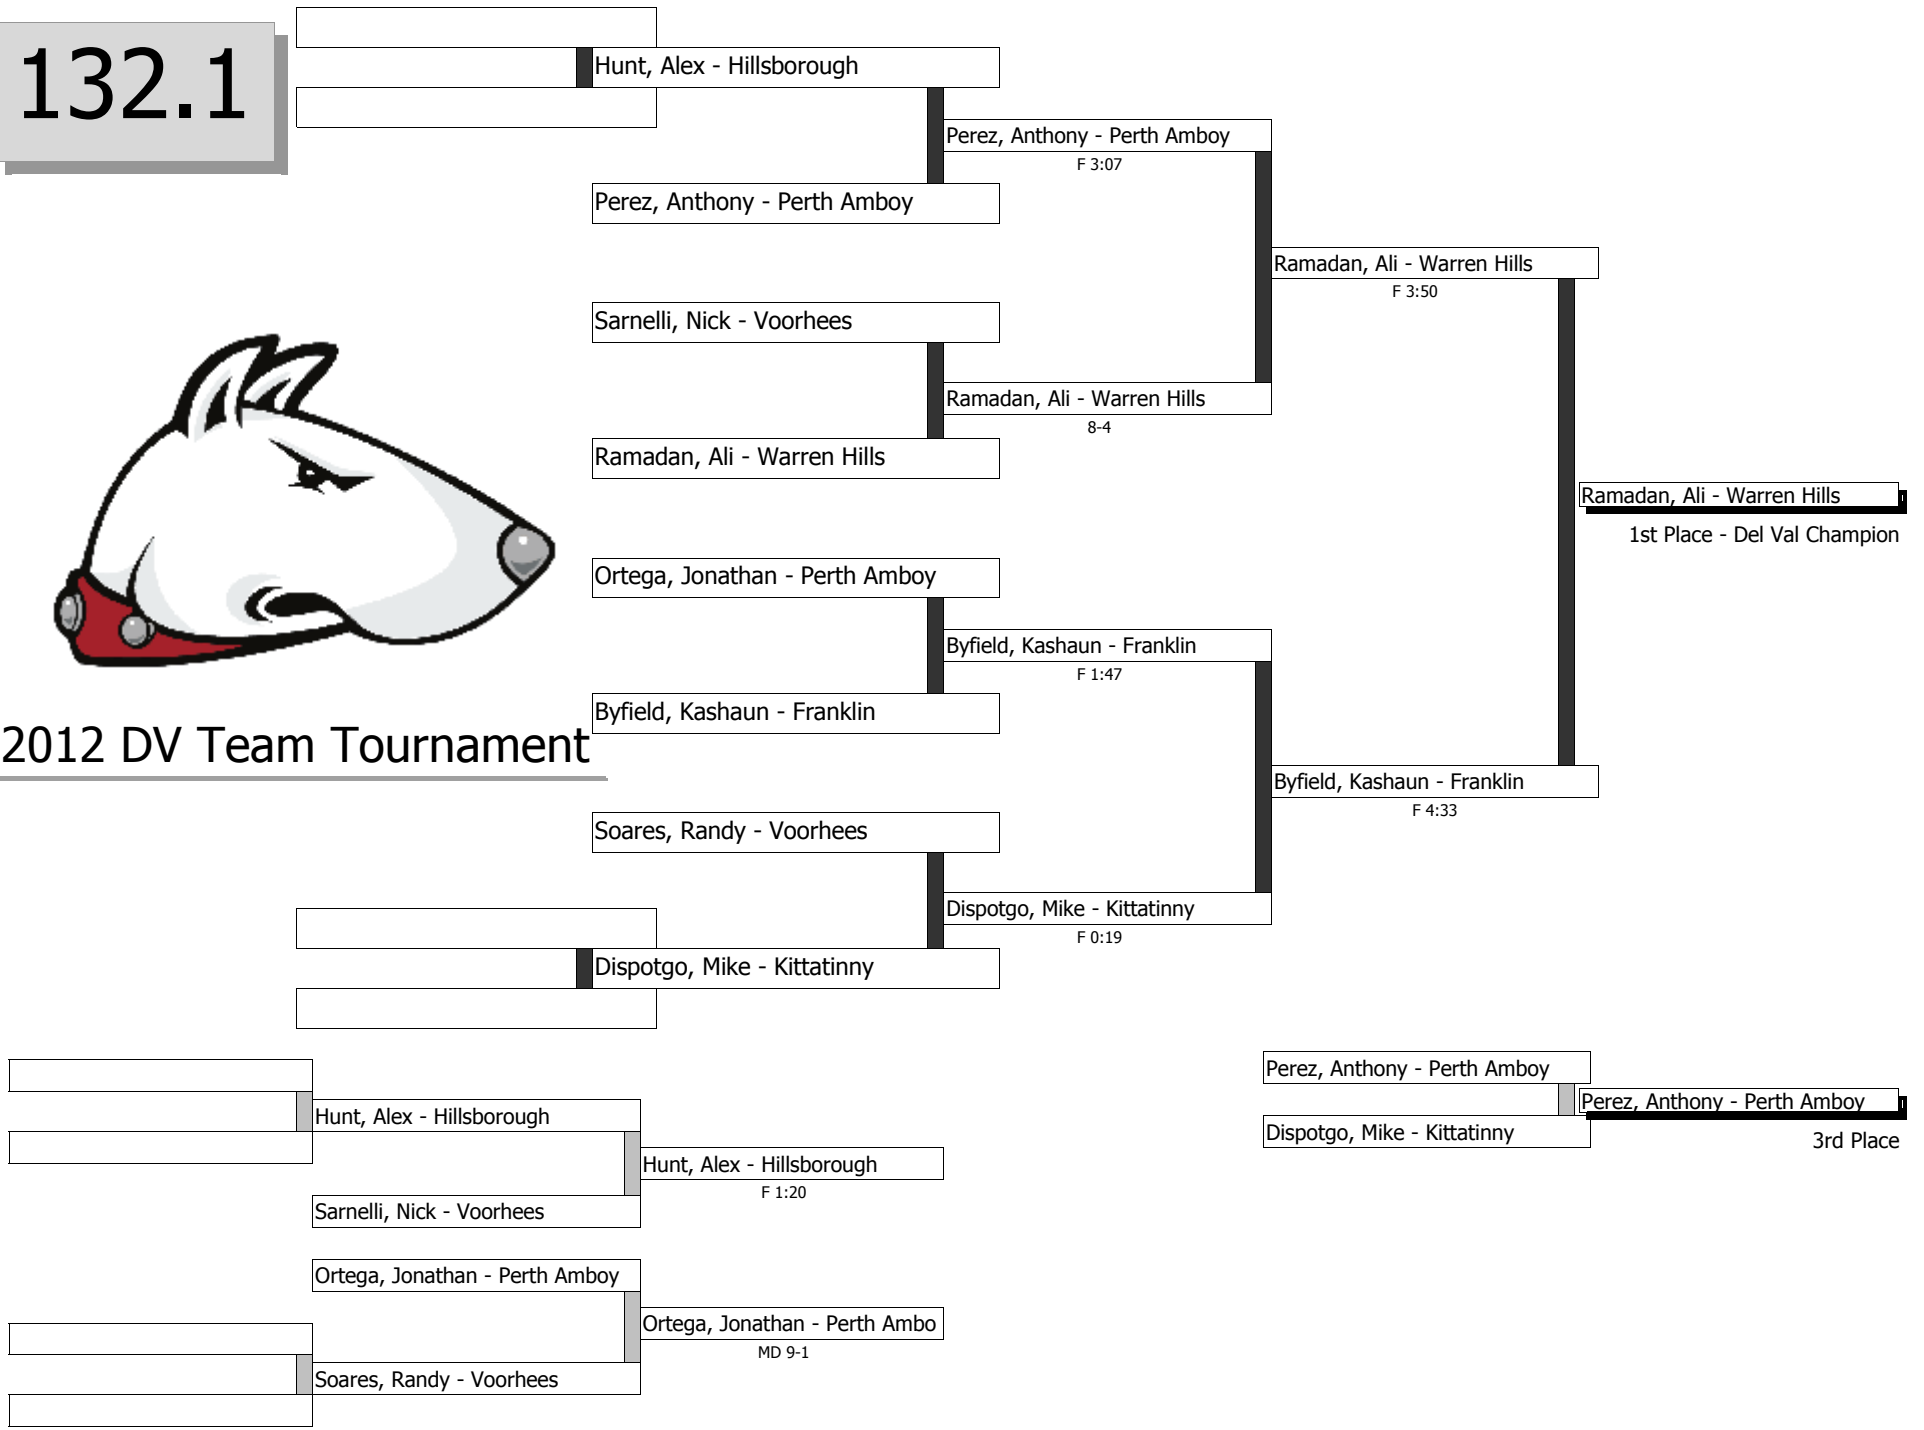 132.1
Hunt, Alex - Hillsborough
Perez, Anthony - Perth Amboy
F 3:07
Perez, Anthony - Perth Amboy
Ramadan, Ali - Warren Hills
F 3:50
Sarnelli, Nick - Voorhees
Ramadan, Ali - Warren Hills
8-4
Ramadan, Ali - Warren Hills
Ramadan, Ali - Warren Hills
1st Place - Del Val Champion
Ortega, Jonathan - Perth Amboy
Byfield, Kashaun - Franklin
F 1:47
Byfield, Kashaun - Franklin
2012 DV Team Tournament
Byfield, Kashaun - Franklin
F 4:33
Soares, Randy - Voorhees
Dispotgo, Mike - Kittatinny
F 0:19
Dispotgo, Mike - Kittatinny
Perez, Anthony - Perth Amboy
Perez, Anthony - Perth Amboy
Dispotgo, Mike - Kittatinny
3rd Place
Hunt, Alex - Hillsborough
Hunt, Alex - Hillsborough
F 1:20
Sarnelli, Nick - Voorhees
Ortega, Jonathan - Perth Amboy
Ortega, Jonathan - Perth Ambo
MD 9-1
Soares, Randy - Voorhees